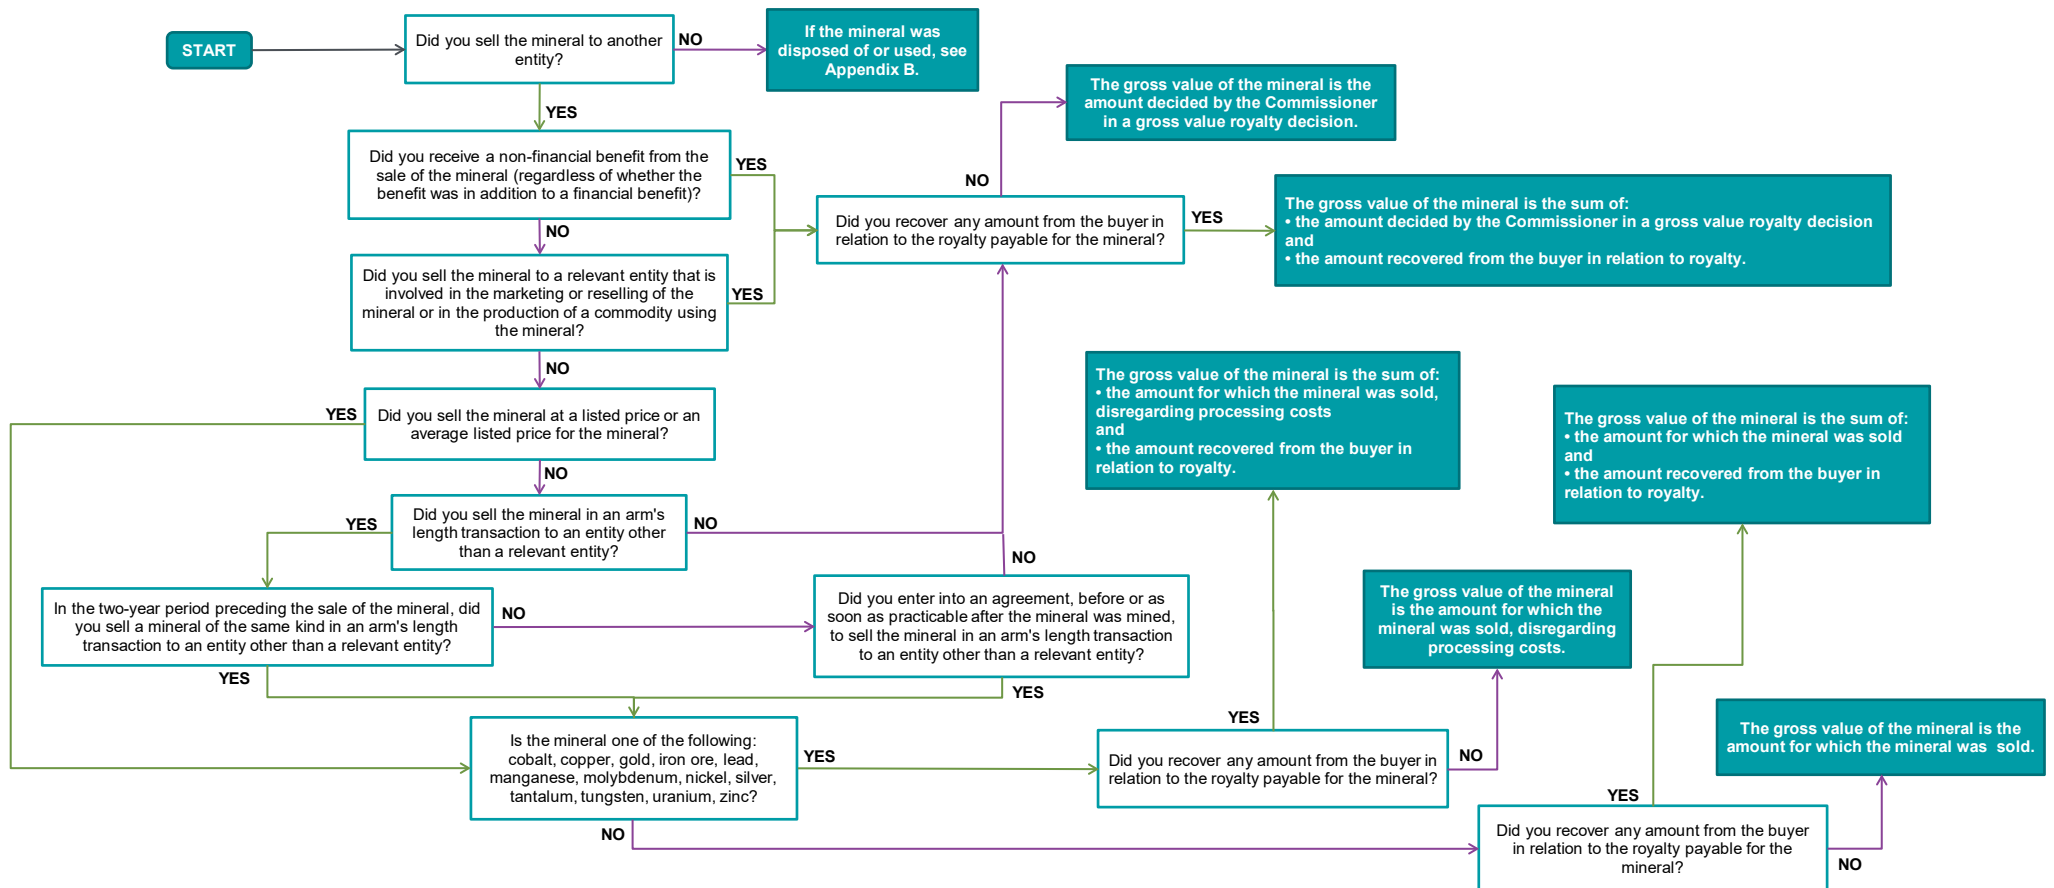 START
Did you sell the mineral to another
entity?
NO
If the mineral was
disposed of or used, see
Appendix B.
YES
Did you receive a non-financial benefit from the
sale of the mineral (regardless of whether the
benefit was in addition to a financial benefit)?
YES
NO
Did you sell the mineral to a relevant entity that is
involved in the marketing or reselling of the
mineral or in the production of a commodity using
the mineral?
YES
NO
Did you recover any amount from the buyer in
relation to the royalty payable for the mineral?
NO
The gross value of the mineral is the
amount decided by the Commissioner
in a gross value royalty decision.
YES
The gross value of the mineral is the sum of:
• the amount decided by the Commissioner in a gross value royalty decision
and
• the amount recovered from the buyer in relation to royalty.
YES
Did you sell the mineral at a listed price or an
average listed price for the mineral?
NO
YES
Did you sell the mineral in an arm's
length transaction to an entity other
than a relevant entity?
NO
In the two-year period preceding the sale of the mineral, did
you sell a mineral of the same kind in an arm's length
transaction to an entity other than a relevant entity?
NO
YES
NO
Did you enter into an agreement, before or as
soon as practicable after the mineral was mined,
to sell the mineral in an arm's length transaction
to an entity other than a relevant entity?
YES
Is the mineral one of the following:
cobalt, copper, gold, iron ore, lead,
manganese, molybdenum, nickel, silver,
tantalum, tungsten, uranium, zinc?
YES
NO
Did you recover any amount from the buyer in
relation to the royalty payable for the mineral?
YES
The gross value of the mineral is the sum of:
• the amount for which the mineral was sold,
disregarding processing costs
and
• the amount recovered from the buyer in
relation to royalty.
NO
The gross value of the mineral
is the amount for which the
mineral was sold, disregarding
processing costs.
Did you recover any amount from the buyer
in relation to the royalty payable for the
mineral?
YES
The gross value of the mineral is the sum of:
• the amount for which the mineral was sold
and
• the amount recovered from the buyer in
relation to royalty.
NO
The gross value of the mineral is the
amount for which the mineral was sold.